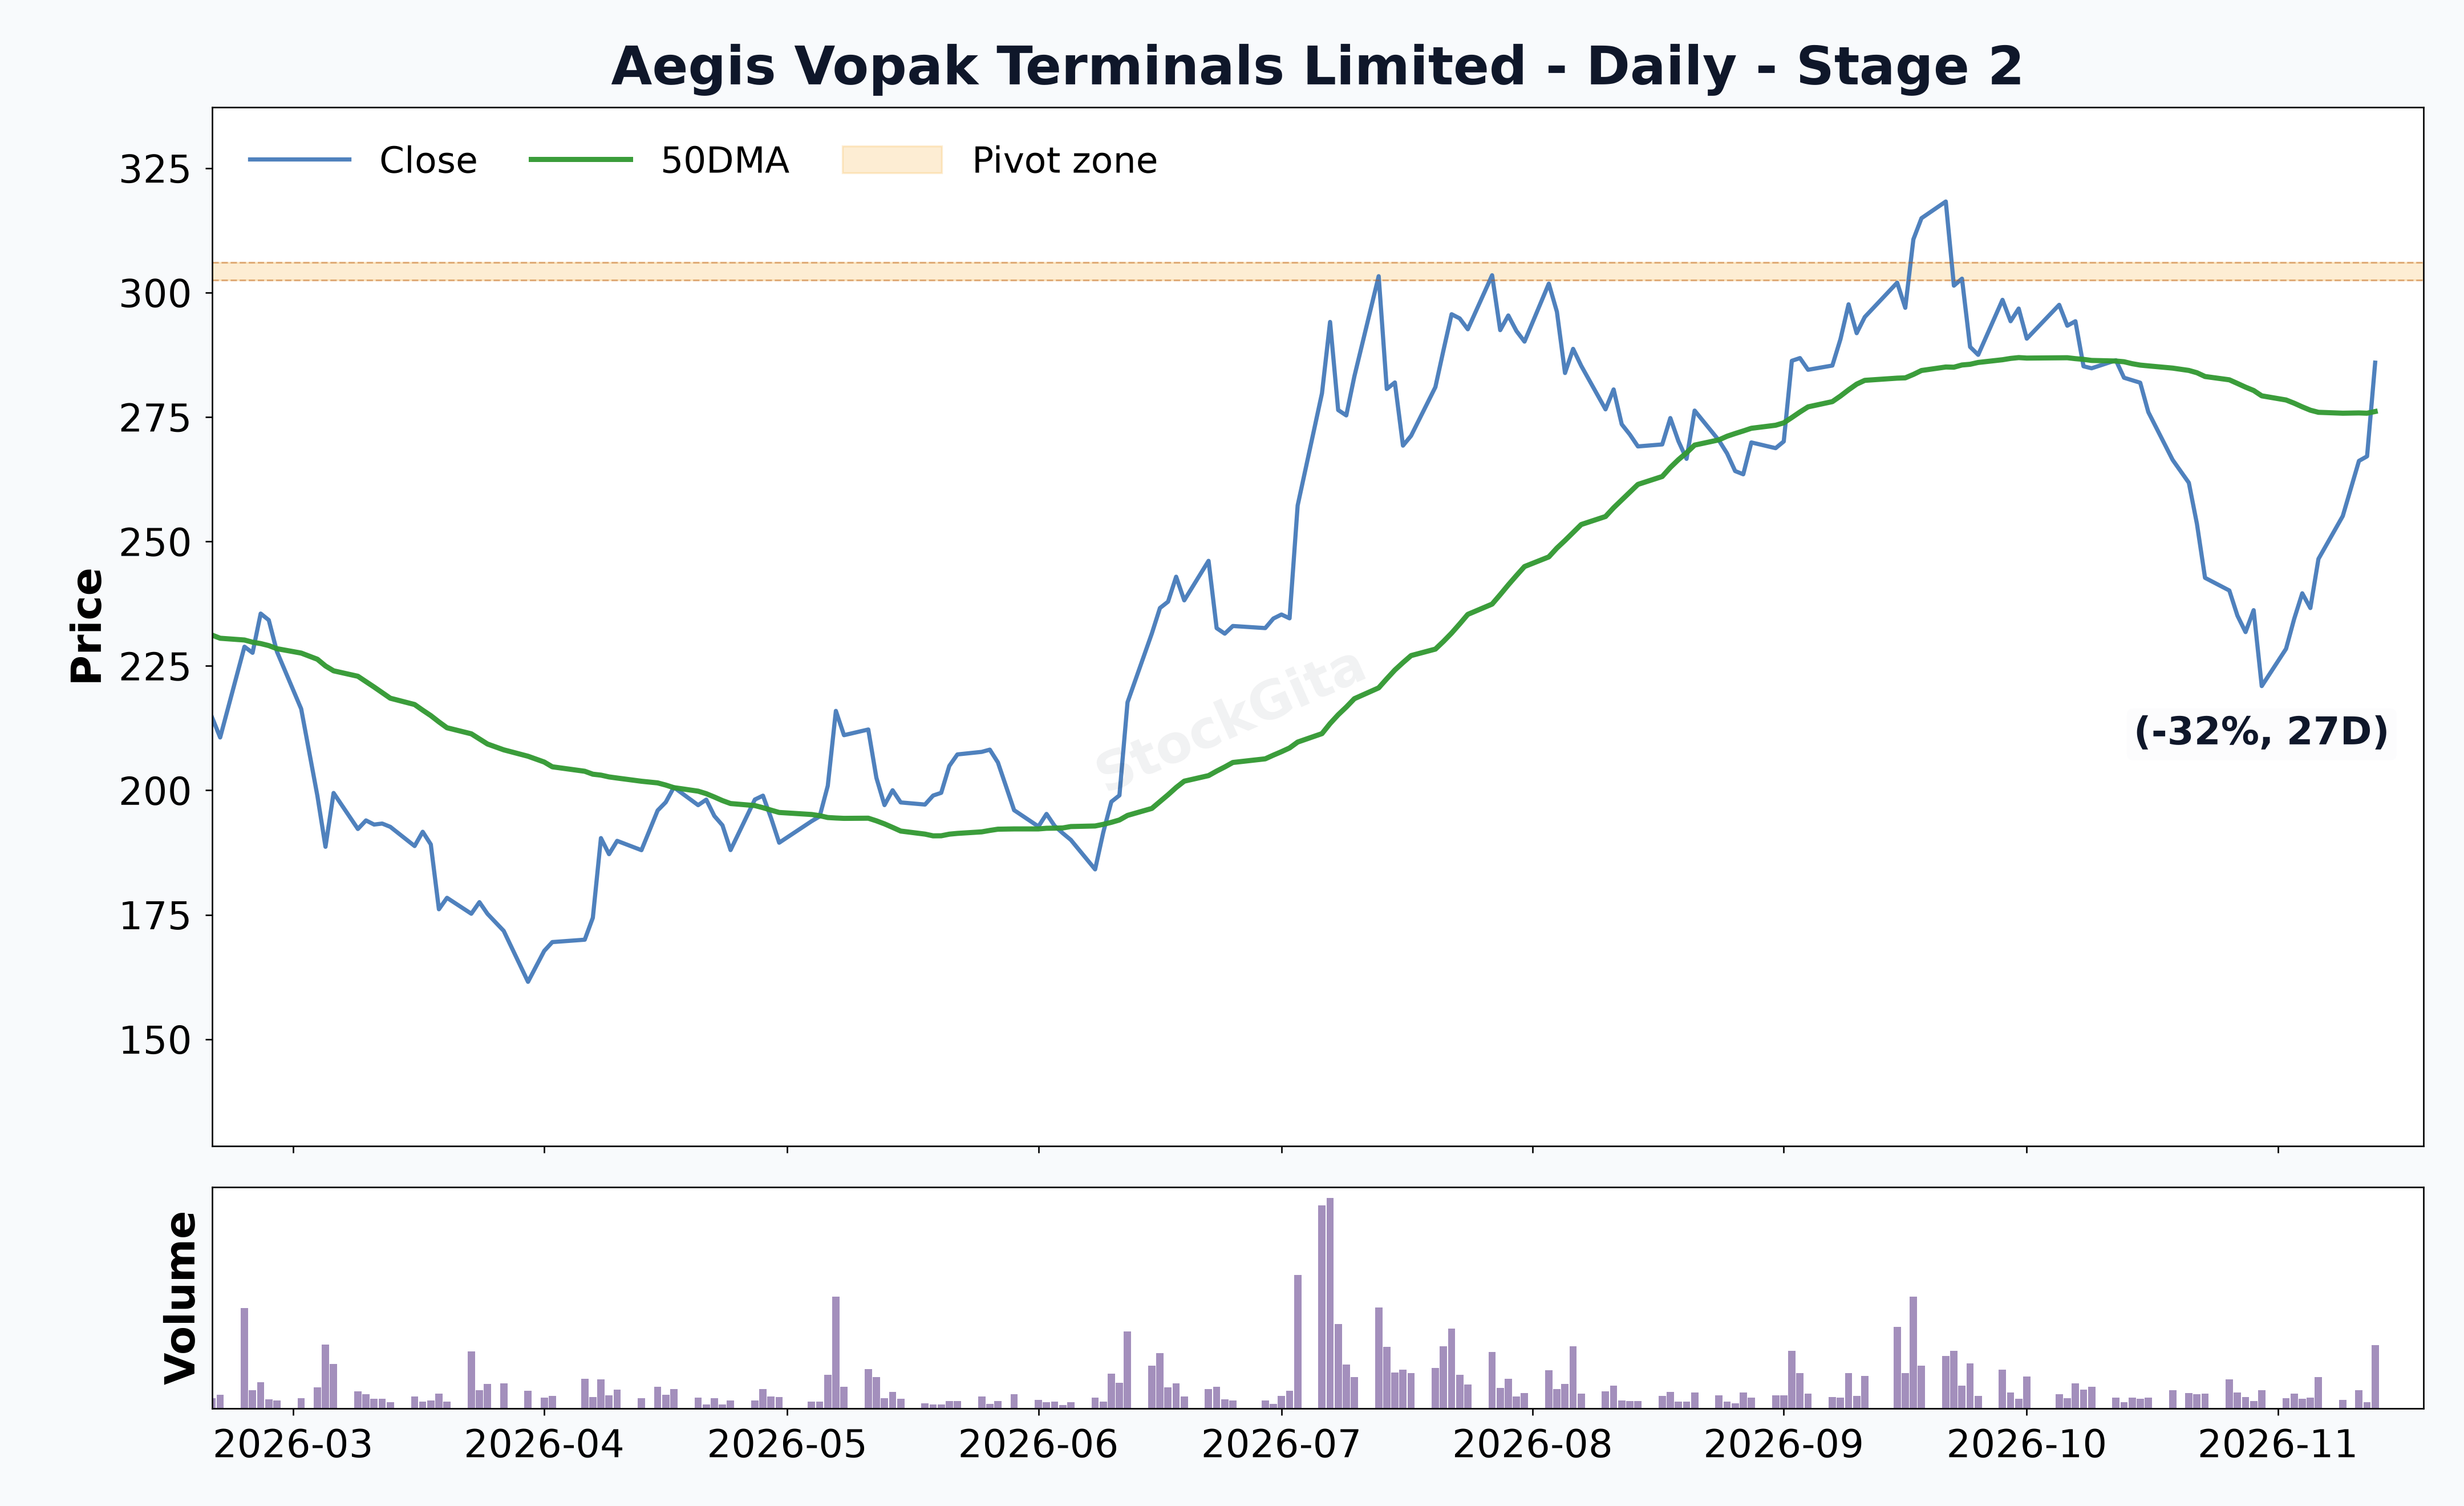 Aegis Vopak Terminals Limited - Daily - Stage 2
Close 50DMA Pivot zone
325
300
275
250
225
200
175
150
Price
StockGita
(-32%, 27D)
Volume
2026-03 2026-04 2026-05 2026-06 2026-07 2026-08 2026-09 2026-10 2026-11